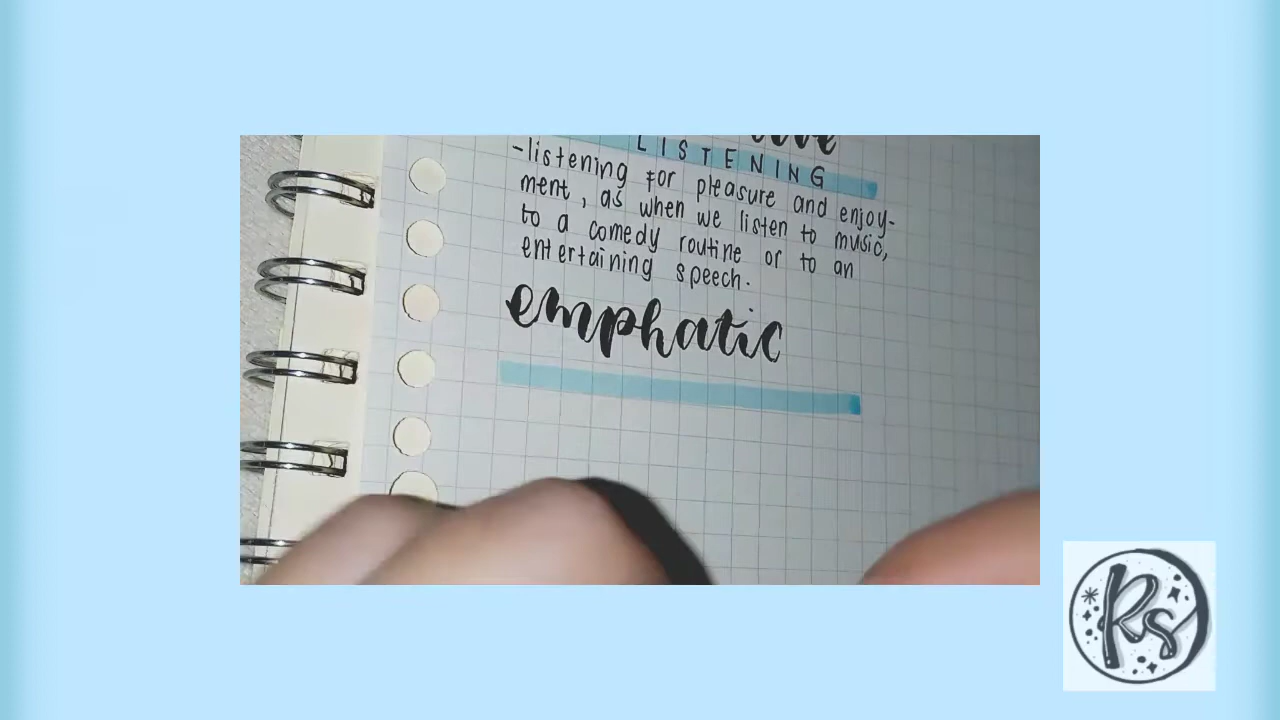 LISTENING
-listening for pleasure and enjoy-
ment, as when we listen to music,
to a comedy routine or to an
entertaining speech.
emphatic
Rs